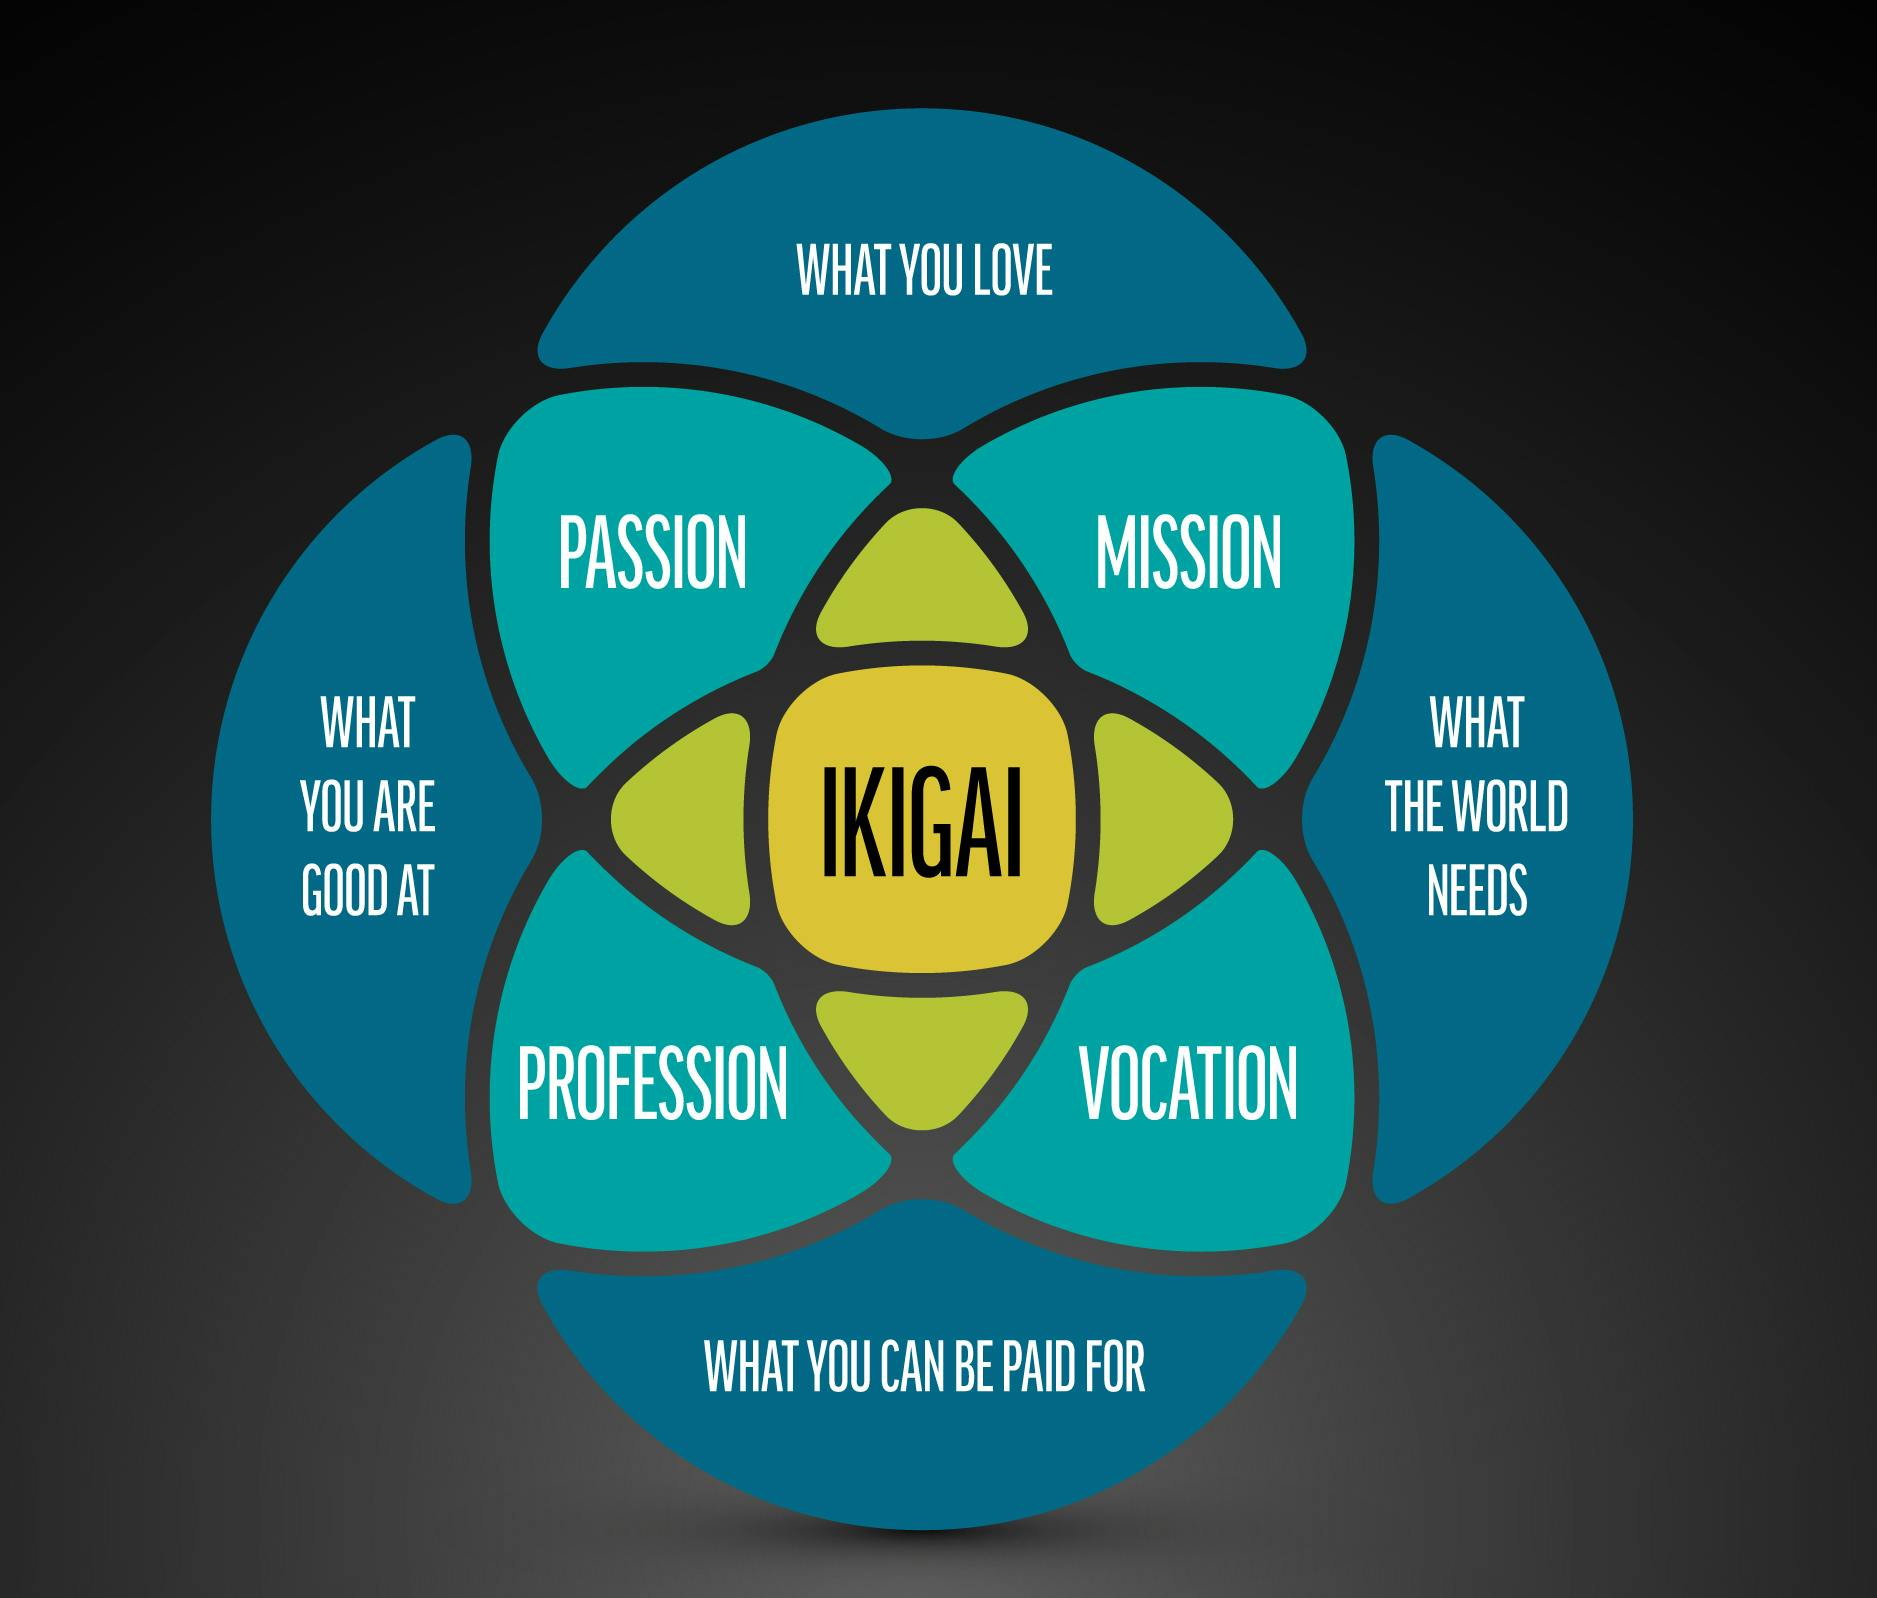 WHAT YOU LOVE
PASSION
MISSION
WHAT
YOU ARE
GOOD AT
IKIGAI
WHAT
THE WORLD
NEEDS
PROFESSION
VOCATION
WHAT YOU CAN BE PAID FOR